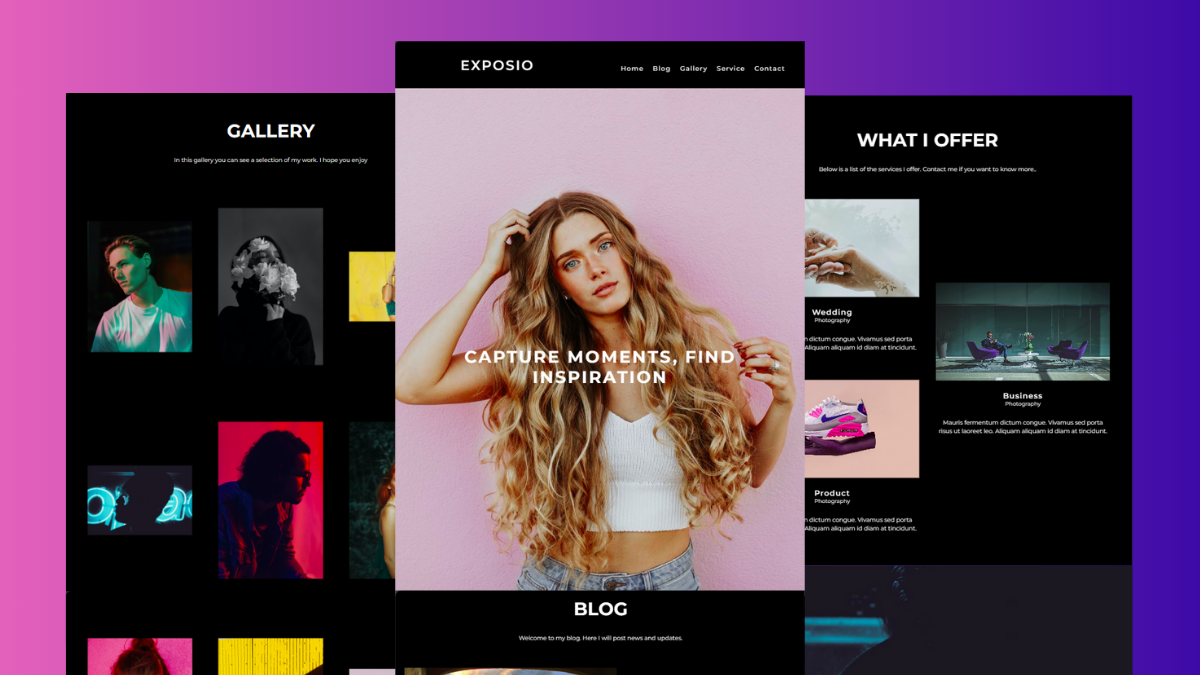 EXPOSIO
Home Blog Gallery Service Contact
GALLERY
In this gallery you can see a selection of my work. I hope you enjoy
CAPTURE MOMENTS, FIND
INSPIRATION
BLOG
Welcome to my blog. Here I will post news and updates.
WHAT I OFFER
Below is a list of the services I offer. Contact me if you want to know more..
Wedding
Photography
dictum congue. Vivamus sed porta
Aliquam aliquam id diam at tincidunt.
Business
Photography
Mauris fermentum dictum congue. Vivamus sed porta
risus ut laoreet leo. Aliquam aliquam id diam at tincidunt.
Product
Photography
dictum congue. Vivamus sed porta
Aliquam aliquam id diam at tincidunt.